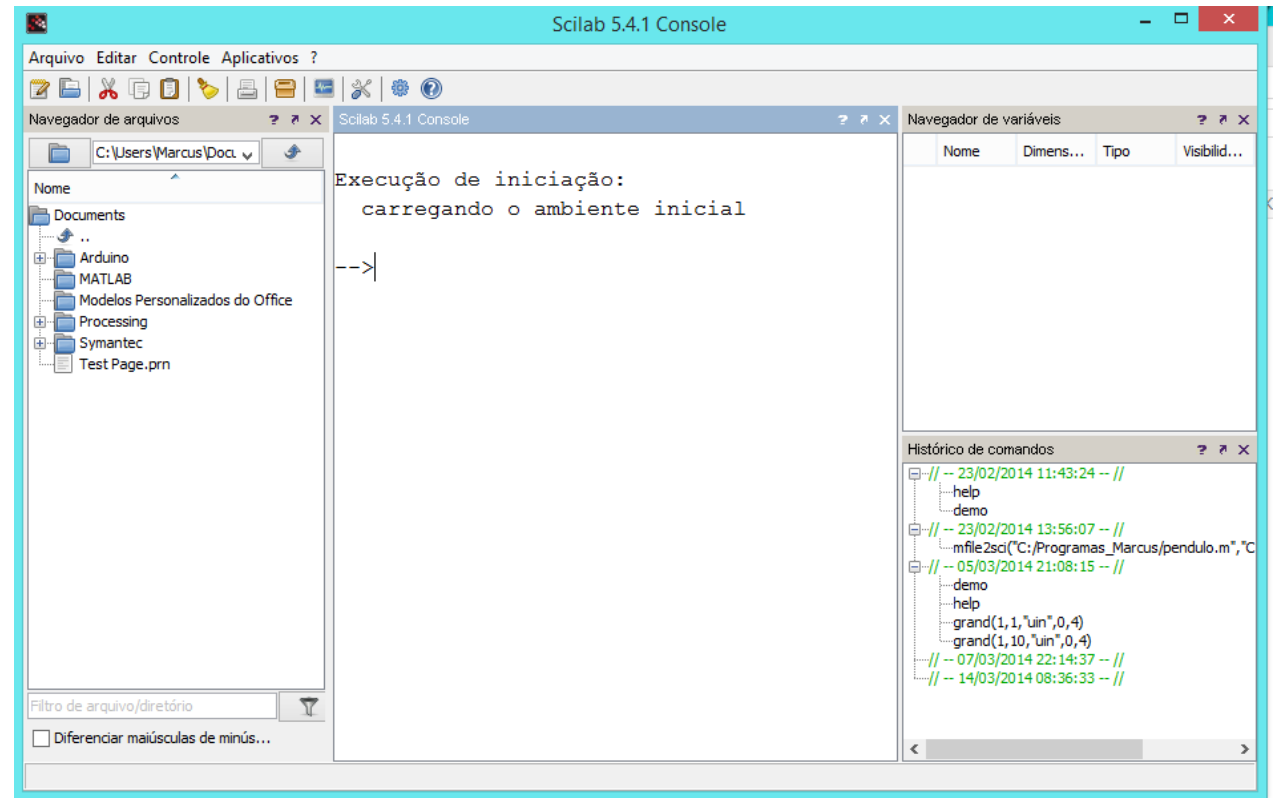 Scilab 5.4.1 Console
Arquivo Editar Controle Aplicativos ?
Navegador de arquivos
C:\Users\Marcus\Docu
Nome
Documents
..
Arduino
MATLAB
Modelos Personalizados do Office
Processing
Symantec
Test Page.prn
Filtro de arquivo/diretório
Diferenciar maiúsculas de minús...
Scilab 5.4.1 Console
Execução de iniciação:
carregando o ambiente inicial
-->
Navegador de variáveis
Nome Dimens... Tipo Visibilid...
Histórico de comandos
// -- 23/02/2014 11:43:24 -- //
help
demo
// -- 23/02/2014 13:56:07 -- //
mfile2sci("C:/Programas_Marcus/pendulo.m","C
// -- 05/03/2014 21:08:15 -- //
demo
help
grand(1,1,"uin",0,4)
grand(1,10,"uin",0,4)
// -- 07/03/2014 22:14:37 -- //
// -- 14/03/2014 08:36:33 -- //